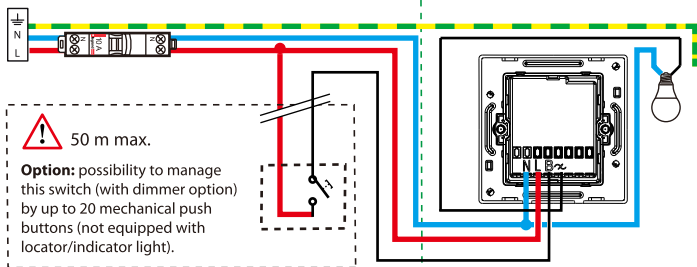 N
L
N
10 A
N
50 m max.
Option: possibility to manage
this switch (with dimmer option)
by up to 20 mechanical push
buttons (not equipped with
locator/indicator light).
N L B ~